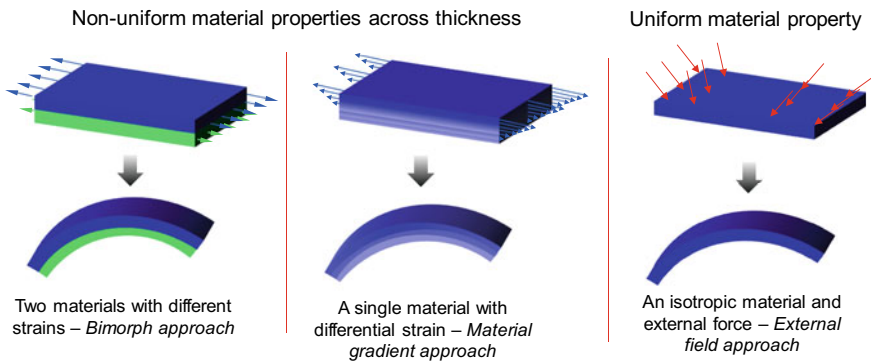 Non-uniform material properties across thickness
Uniform material property
Two materials with different
strains – Bimorph approach
A single material with
differential strain – Material
gradient approach
An isotropic material and
external force – External
field approach